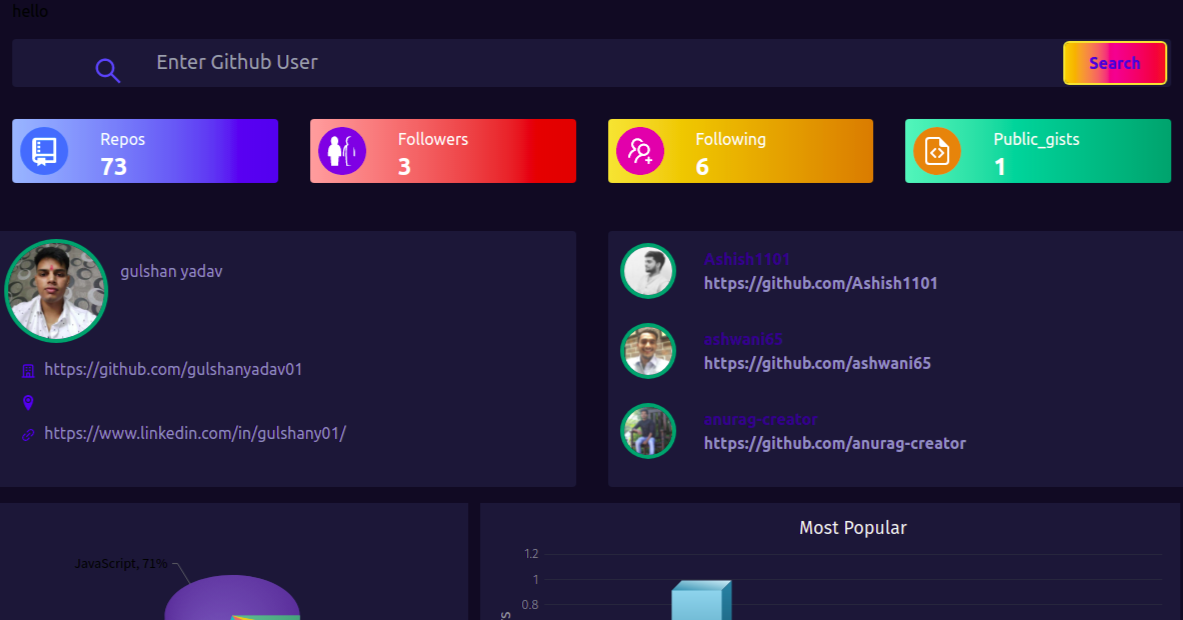 hello
Enter Github User
Search
Repos
73
Followers
3
Following
6
Public_gists
1
gulshan yadav
https://github.com/gulshanyadav01
https://www.linkedin.com/in/gulshany01/
Ashish1101
https://github.com/Ashish1101
ashwani65
https://github.com/ashwani65
anurag-creator
https://github.com/anurag-creator
JavaScript, 71%
Most Popular
1.2
1
0.8